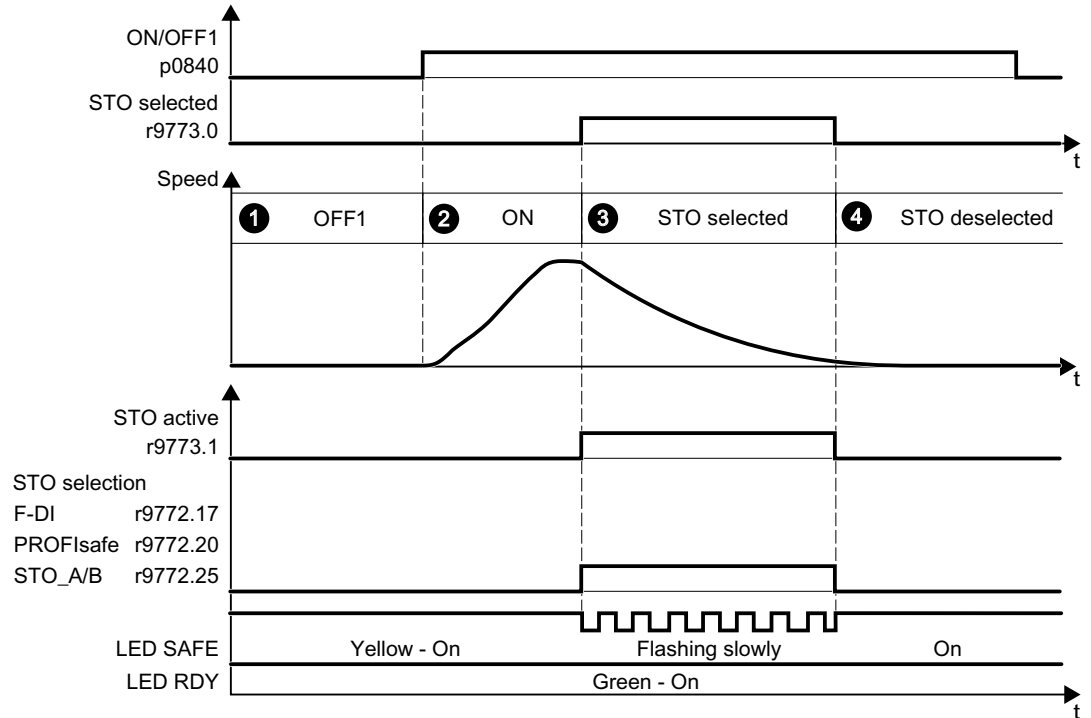 ON/OFF1
p0840
STO selected
r9773.0
t
Speed
1 OFF1 2 ON 3 STO selected 4 STO deselected
t
STO active
r9773.1
STO selection
F-DI r9772.17
PROFIsafe r9772.20
STO_A/B r9772.25
LED SAFE Yellow - On Flashing slowly On
LED RDY Green - On
t